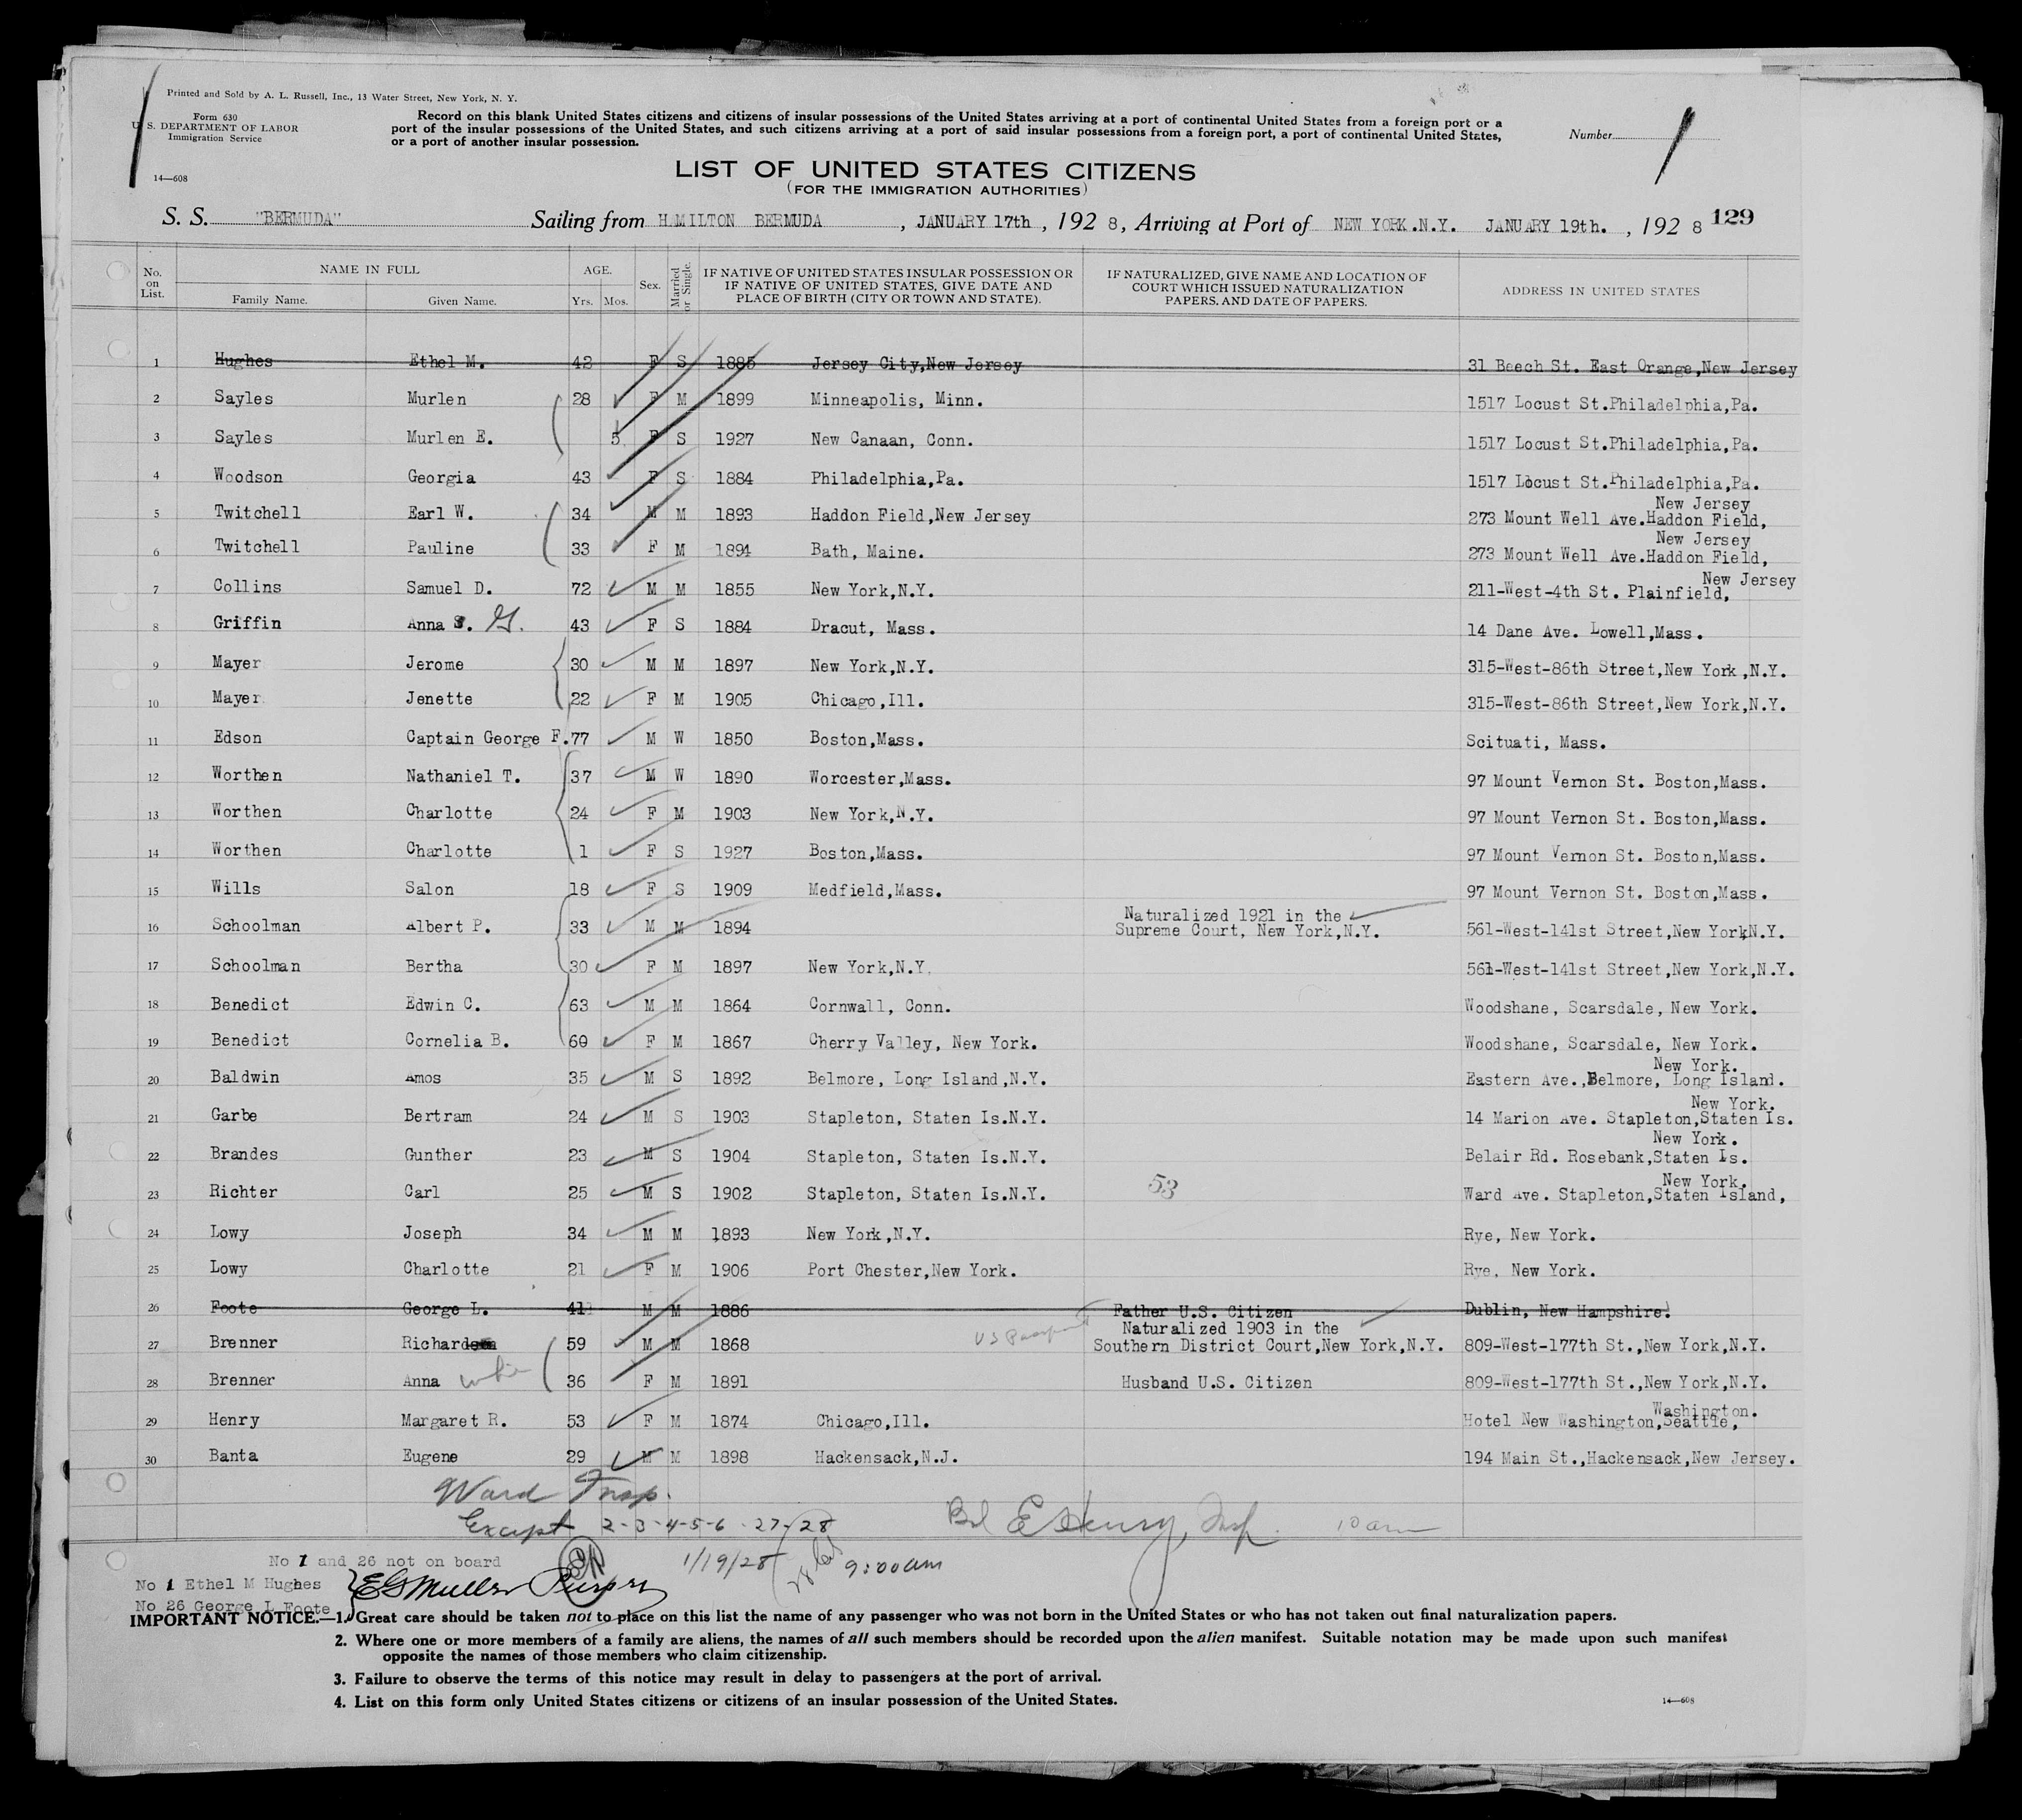 Printed and Sold by A. L. Russell, Inc., 13 Water Street, New York, N. Y.
Form 630
U. S. DEPARTMENT OF LABOR
Immigration Service
14—608
Record on this blank United States citizens and citizens of insular possessions of the United States arriving at a port of continental United States from a foreign port or a
port of the insular possessions of the United States, and such citizens arriving at a port of said insular possessions from a foreign port, a port of continental United States,
or a port of another insular possession.
Number
LIST OF UNITED STATES CITIZENS
(FOR THE IMMIGRATION AUTHORITIES)
S. S. "BERMUDA" Sailing from HAMILTON BERMUDA, JANUARY 17th, 192 8, Arriving at Port of NEW YORK.N.Y. JANUARY 19th. , 192 8 129
No. on List. NAME IN FULL AGE. Sex. Married or Single. IF NATIVE OF UNITED STATES INSULAR POSSESSION OR IF NATIVE OF UNITED STATES, GIVE DATE AND PLACE OF BIRTH (CITY OR TOWN AND STATE). IF NATURALIZED, GIVE NAME AND LOCATION OF COURT WHICH ISSUED NATURALIZATION PAPERS, AND DATE OF PAPERS. ADDRESS IN UNITED STATES
Family Name. Given Name. Yrs. Mos.
1 Hughes Ethel M. 42 F S 1885 Jersey City,New Jersey 31 Beech St. East Orange,New Jersey
2 Sayles Murlen 28 F M 1899 Minneapolis, Minn. 1517 Locust St.Philadelphia,Pa.
3 Sayles Murlen E. 5 F S 1927 New Canaan, Conn. 1517 Locust St.Philadelphia,Pa.
4 Woodson Georgia 43 F S 1884 Philadelphia,Pa. 1517 Locust St.Philadelphia,Pa.
New Jersey
5 Twitchell Earl W. 34 M M 1893 Haddon Field,New Jersey 273 Mount Well Ave.Haddon Field,
New Jersey
6 Twitchell Pauline 33 F M 1894 Bath, Maine. 273 Mount Well Ave.Haddon Field,
New Jersey
7 Collins Samuel D. 72 M M 1855 New York,N.Y. 211-West-4th St. Plainfield,
8 Griffin Anna S. G. 43 F S 1884 Dracut, Mass. 14 Dane Ave. Lowell,Mass.
9 Mayer Jerome 30 M M 1897 New York,N.Y. 315-West-86th Street,New York,N.Y.
10 Mayer Jenette 22 F M 1905 Chicago,Ill. 315-West-86th Street,New York,N.Y.
11 Edson Captain George F. 77 M W 1850 Boston,Mass. Scituati, Mass.
12 Worthen Nathaniel T. 37 M W 1890 Worcester,Mass. 97 Mount Vernon St. Boston,Mass.
13 Worthen Charlotte 24 F M 1903 New York,N.Y. 97 Mount Vernon St. Boston,Mass.
14 Worthen Charlotte 1 F S 1927 Boston,Mass. 97 Mount Vernon St. Boston,Mass.
15 Wills Salon 18 F S 1909 Medfield,Mass. 97 Mount Vernon St. Boston,Mass.
Naturalized 1921 in the
16 Schoolman Albert P. 33 M M 1894 Supreme Court, New York,N.Y. 561-West-141st Street,New York,N.Y.
17 Schoolman Bertha 30 F M 1897 New York,N.Y. 561-West-141st Street,New York,N.Y.
18 Benedict Edwin C. 63 M M 1864 Cornwall, Conn. Woodshane, Scarsdale, New York.
19 Benedict Cornelia B. 60 F M 1867 Cherry Valley, New York. Woodshane, Scarsdale, New York.
New York.
20 Baldwin Amos 35 M S 1892 Belmore, Long Island,N.Y. Eastern Ave.,Belmore, Long Island.
New York.
21 Garbe Bertram 24 M S 1903 Stapleton, Staten Is.N.Y. 14 Marion Ave. Stapleton,Staten Is.
New York.
22 Brandes Gunther 23 M S 1904 Stapleton, Staten Is.N.Y. Belair Rd. Rosebank,Staten Is.
New York.
23 Richter Carl 25 M S 1902 Stapleton, Staten Is.N.Y. 53 Ward Ave. Stapleton,Staten Island,
24 Lowy Joseph 34 M M 1893 New York,N.Y. Rye, New York.
25 Lowy Charlotte 21 F M 1906 Port Chester,New York. Rye, New York.
26 Foote George L. 41 M M 1886 Father U.S. Citizen Dublin, New Hampshire.
Naturalized 1903 in the
27 Brenner Richard 59 M M 1868 U S Passport Southern District Court,New York,N.Y. 809-West-177th St.,New York,N.Y.
28 Brenner Anna wife 36 F M 1891 Husband U.S. Citizen 809-West-177th St.,New York,N.Y.
Washington.
29 Henry Margaret R. 53 F M 1874 Chicago,Ill. Hotel New Washington,Seattle,
30 Banta Eugene 29 M M 1898 Hackensack,N.J. 194 Main St.,Hackensack,New Jersey.
Ward Insp.
Except 2-3-4-5-6-27-28 E Henry, Insp. 10 am
No 1 and 26 not on board 1/19/28 9:00am
No 1 Ethel M Hughes
No 26 George L Foote
EG Muller Purser
IMPORTANT NOTICE.—1. Great care should be taken not to place on this list the name of any passenger who was not born in the United States or who has not taken out final naturalization papers.
2. Where one or more members of a family are aliens, the names of all such members should be recorded upon the alien manifest. Suitable notation may be made upon such manifest
opposite the names of those members who claim citizenship.
3. Failure to observe the terms of this notice may result in delay to passengers at the port of arrival.
4. List on this form only United States citizens or citizens of an insular possession of the United States.
14—608